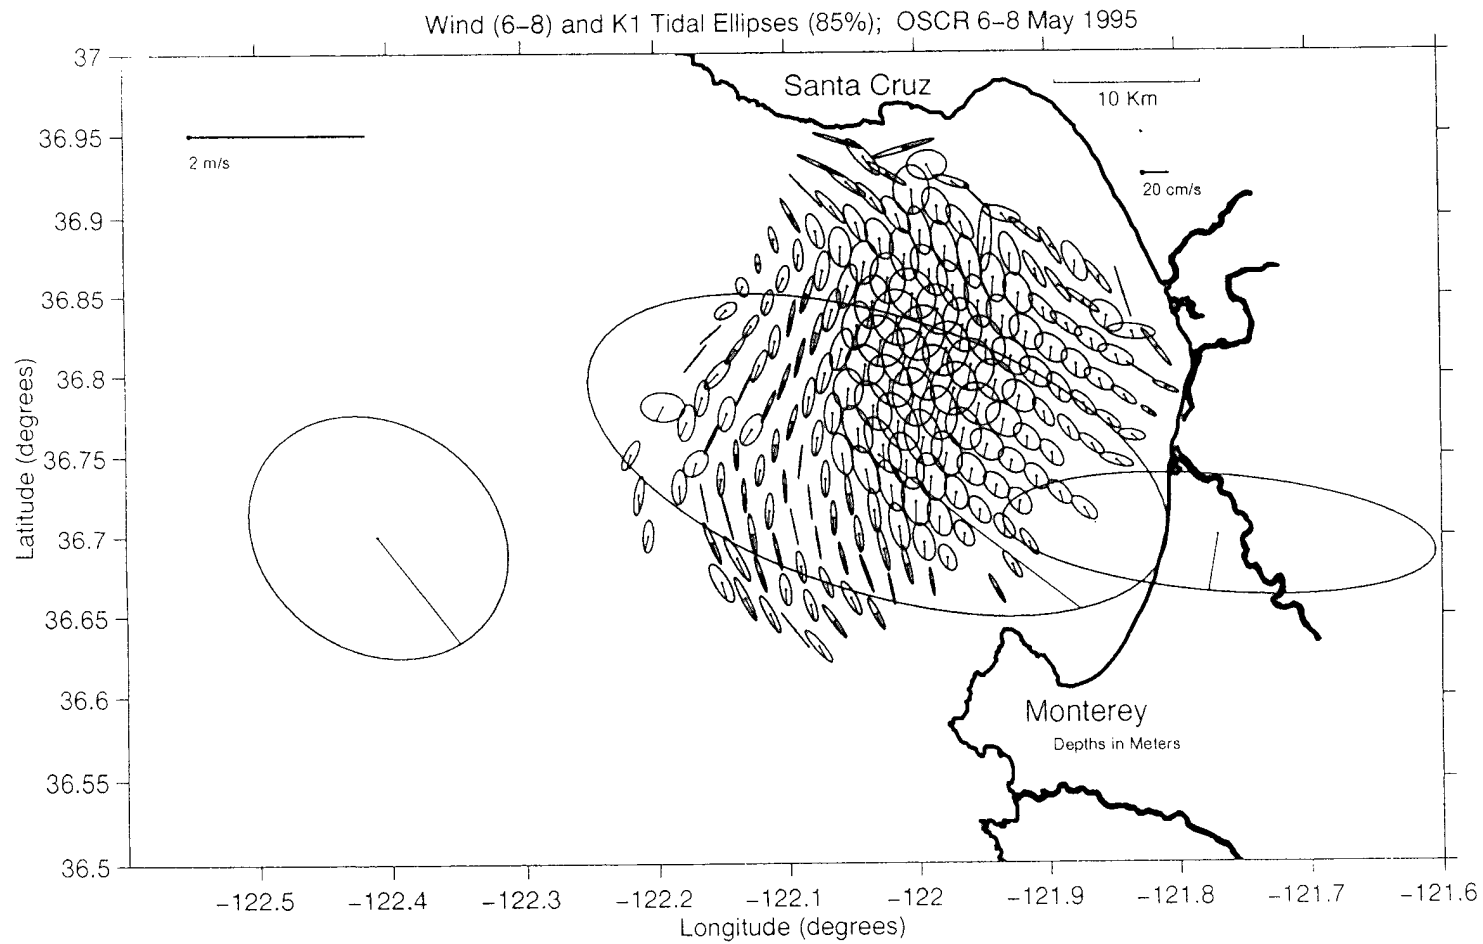 Wind (6–8) and K1 Tidal Ellipses (85%); OSCR 6–8 May 1995
37
36.95
36.9
36.85
36.8
36.75
36.7
36.65
36.6
36.55
36.5
Latitude (degrees)
2 m/s
Santa Cruz
10 Km
20 cm/s
Monterey
Depths in Meters
−122.5 −122.4 −122.3 −122.2 −122.1 −122 −121.9 −121.8 −121.7 −121.6
Longitude (degrees)